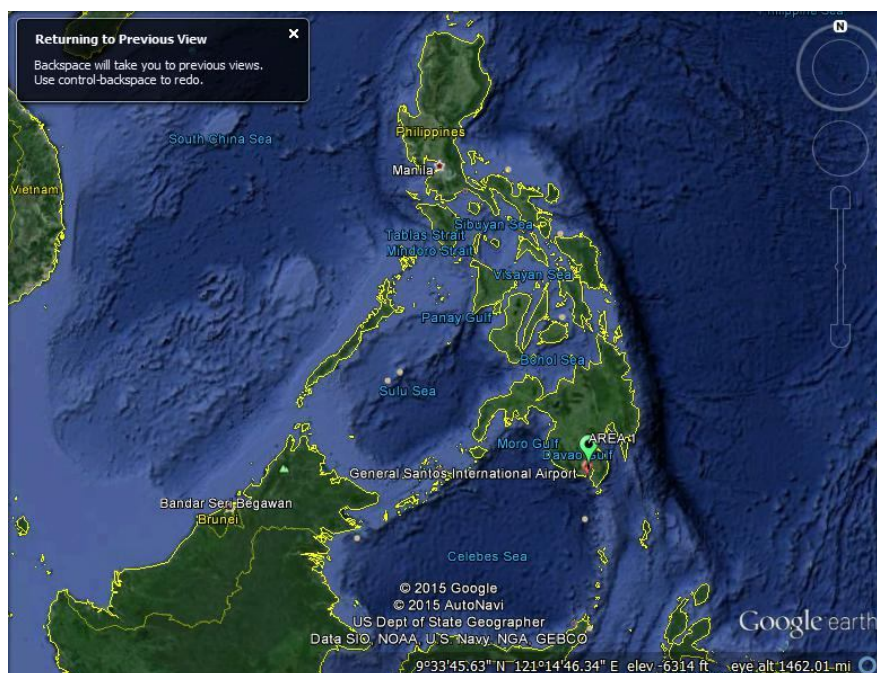 Philippine Sea
Returning to Previous View
Backspace will take you to previous views.
Use control-backspace to redo.
N
South China Sea
Philippines
Manila
Vietnam
Sibuyan Sea
Tablas Strait
Mindoro Strait
Visayan Sea
Panay Gulf
Bohol Sea
Sulu Sea
AREA 1
Moro Gulf
Davao Gulf
General Santos International Airport
Bandar Seri Begawan
Brunei
Celebes Sea
© 2015 Google
© 2015 AutoNavi
US Dept of State Geographer
Data SIO, NOAA, U.S. Navy, NGA, GEBCO
Google earth
9°33'45.63" N 121°14'46.34" E elev -6314 ft eye alt 1462.01 mi